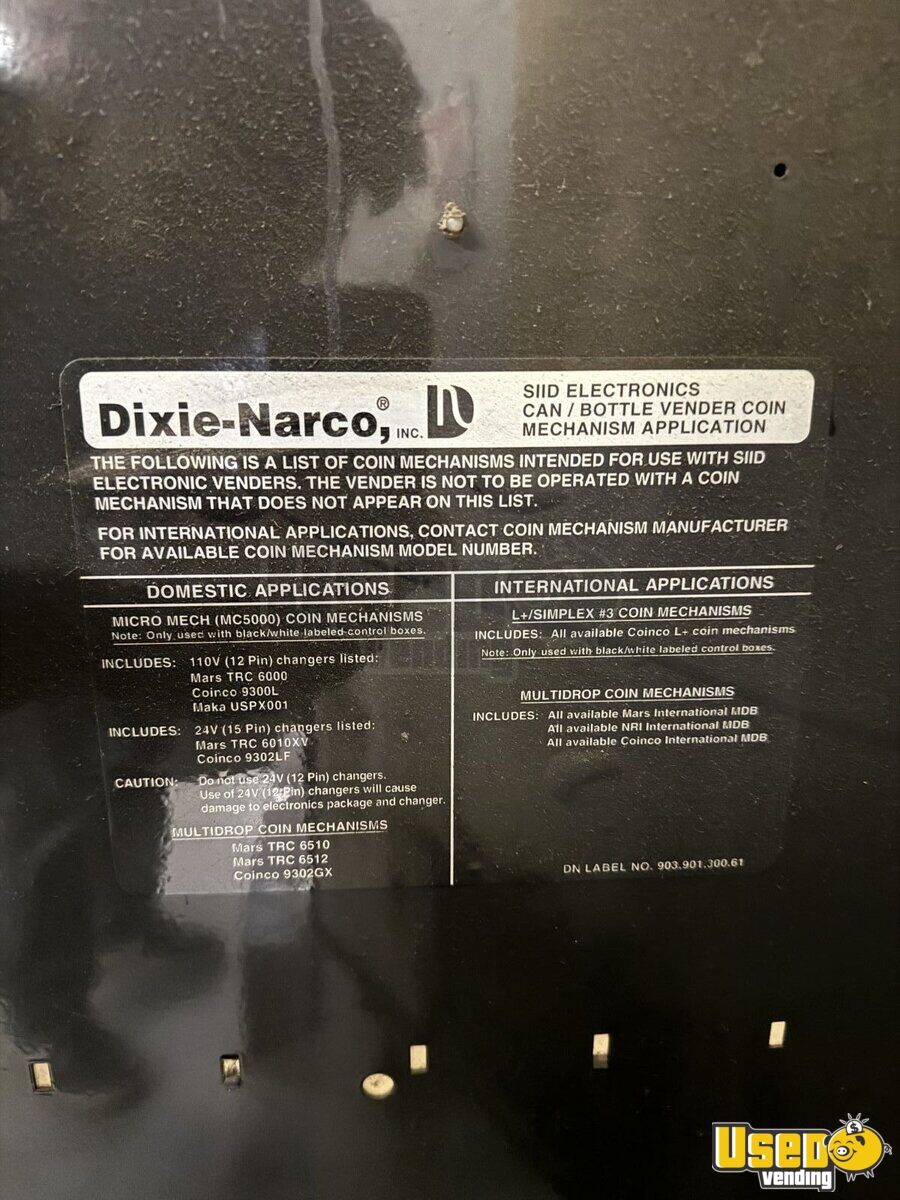 Dixie-Narco,® INC.
SIID ELECTRONICS
CAN / BOTTLE VENDER COIN
MECHANISM APPLICATION
THE FOLLOWING IS A LIST OF COIN MECHANISMS INTENDED FOR USE WITH SIID
ELECTRONIC VENDERS. THE VENDER IS NOT TO BE OPERATED WITH A COIN
MECHANISM THAT DOES NOT APPEAR ON THIS LIST.
FOR INTERNATIONAL APPLICATIONS, CONTACT COIN MECHANISM MANUFACTURER
FOR AVAILABLE COIN MECHANISM MODEL NUMBER.
DOMESTIC APPLICATIONS
MICRO MECH (MC5000) COIN MECHANISMS
Note: Only used with black/white labeled control boxes.
INCLUDES: 110V (12 Pin) changers listed:
Mars TRC 6000
Coinco 9300L
Maka USPX001
INCLUDES: 24V (15 Pin) changers listed:
Mars TRC 6010XV
Coinco 9302LF
CAUTION: Do not use 24V (12 Pin) changers.
Use of 24V (12 Pin) changers will cause
damage to electronics package and changer.
MULTIDROP COIN MECHANISMS
Mars TRC 6510
Mars TRC 6512
Coinco 9302GX
INTERNATIONAL APPLICATIONS
L+/SIMPLEX #3 COIN MECHANISMS
INCLUDES: All available Coinco L+ coin mechanisms
Note: Only used with black/white labeled control boxes.
MULTIDROP COIN MECHANISMS
INCLUDES: All available Mars International MDB
All available NRI International MDB
All available Coinco International MDB
DN LABEL NO. 903.901.300.61
USED
vending